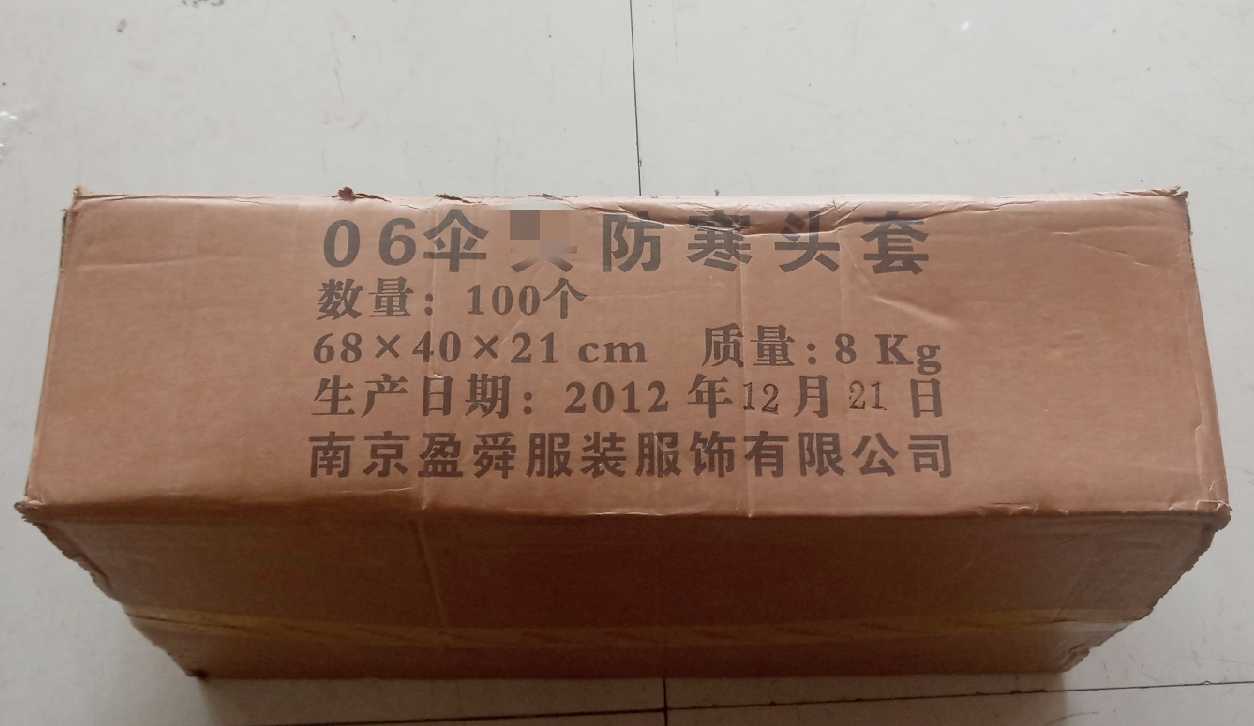 06伞 防寒头套
数量：100个
68×40×21 cm 质量：8 Kg
生产日期：2012 年12月21日
南京盈舜服装服饰有限公司